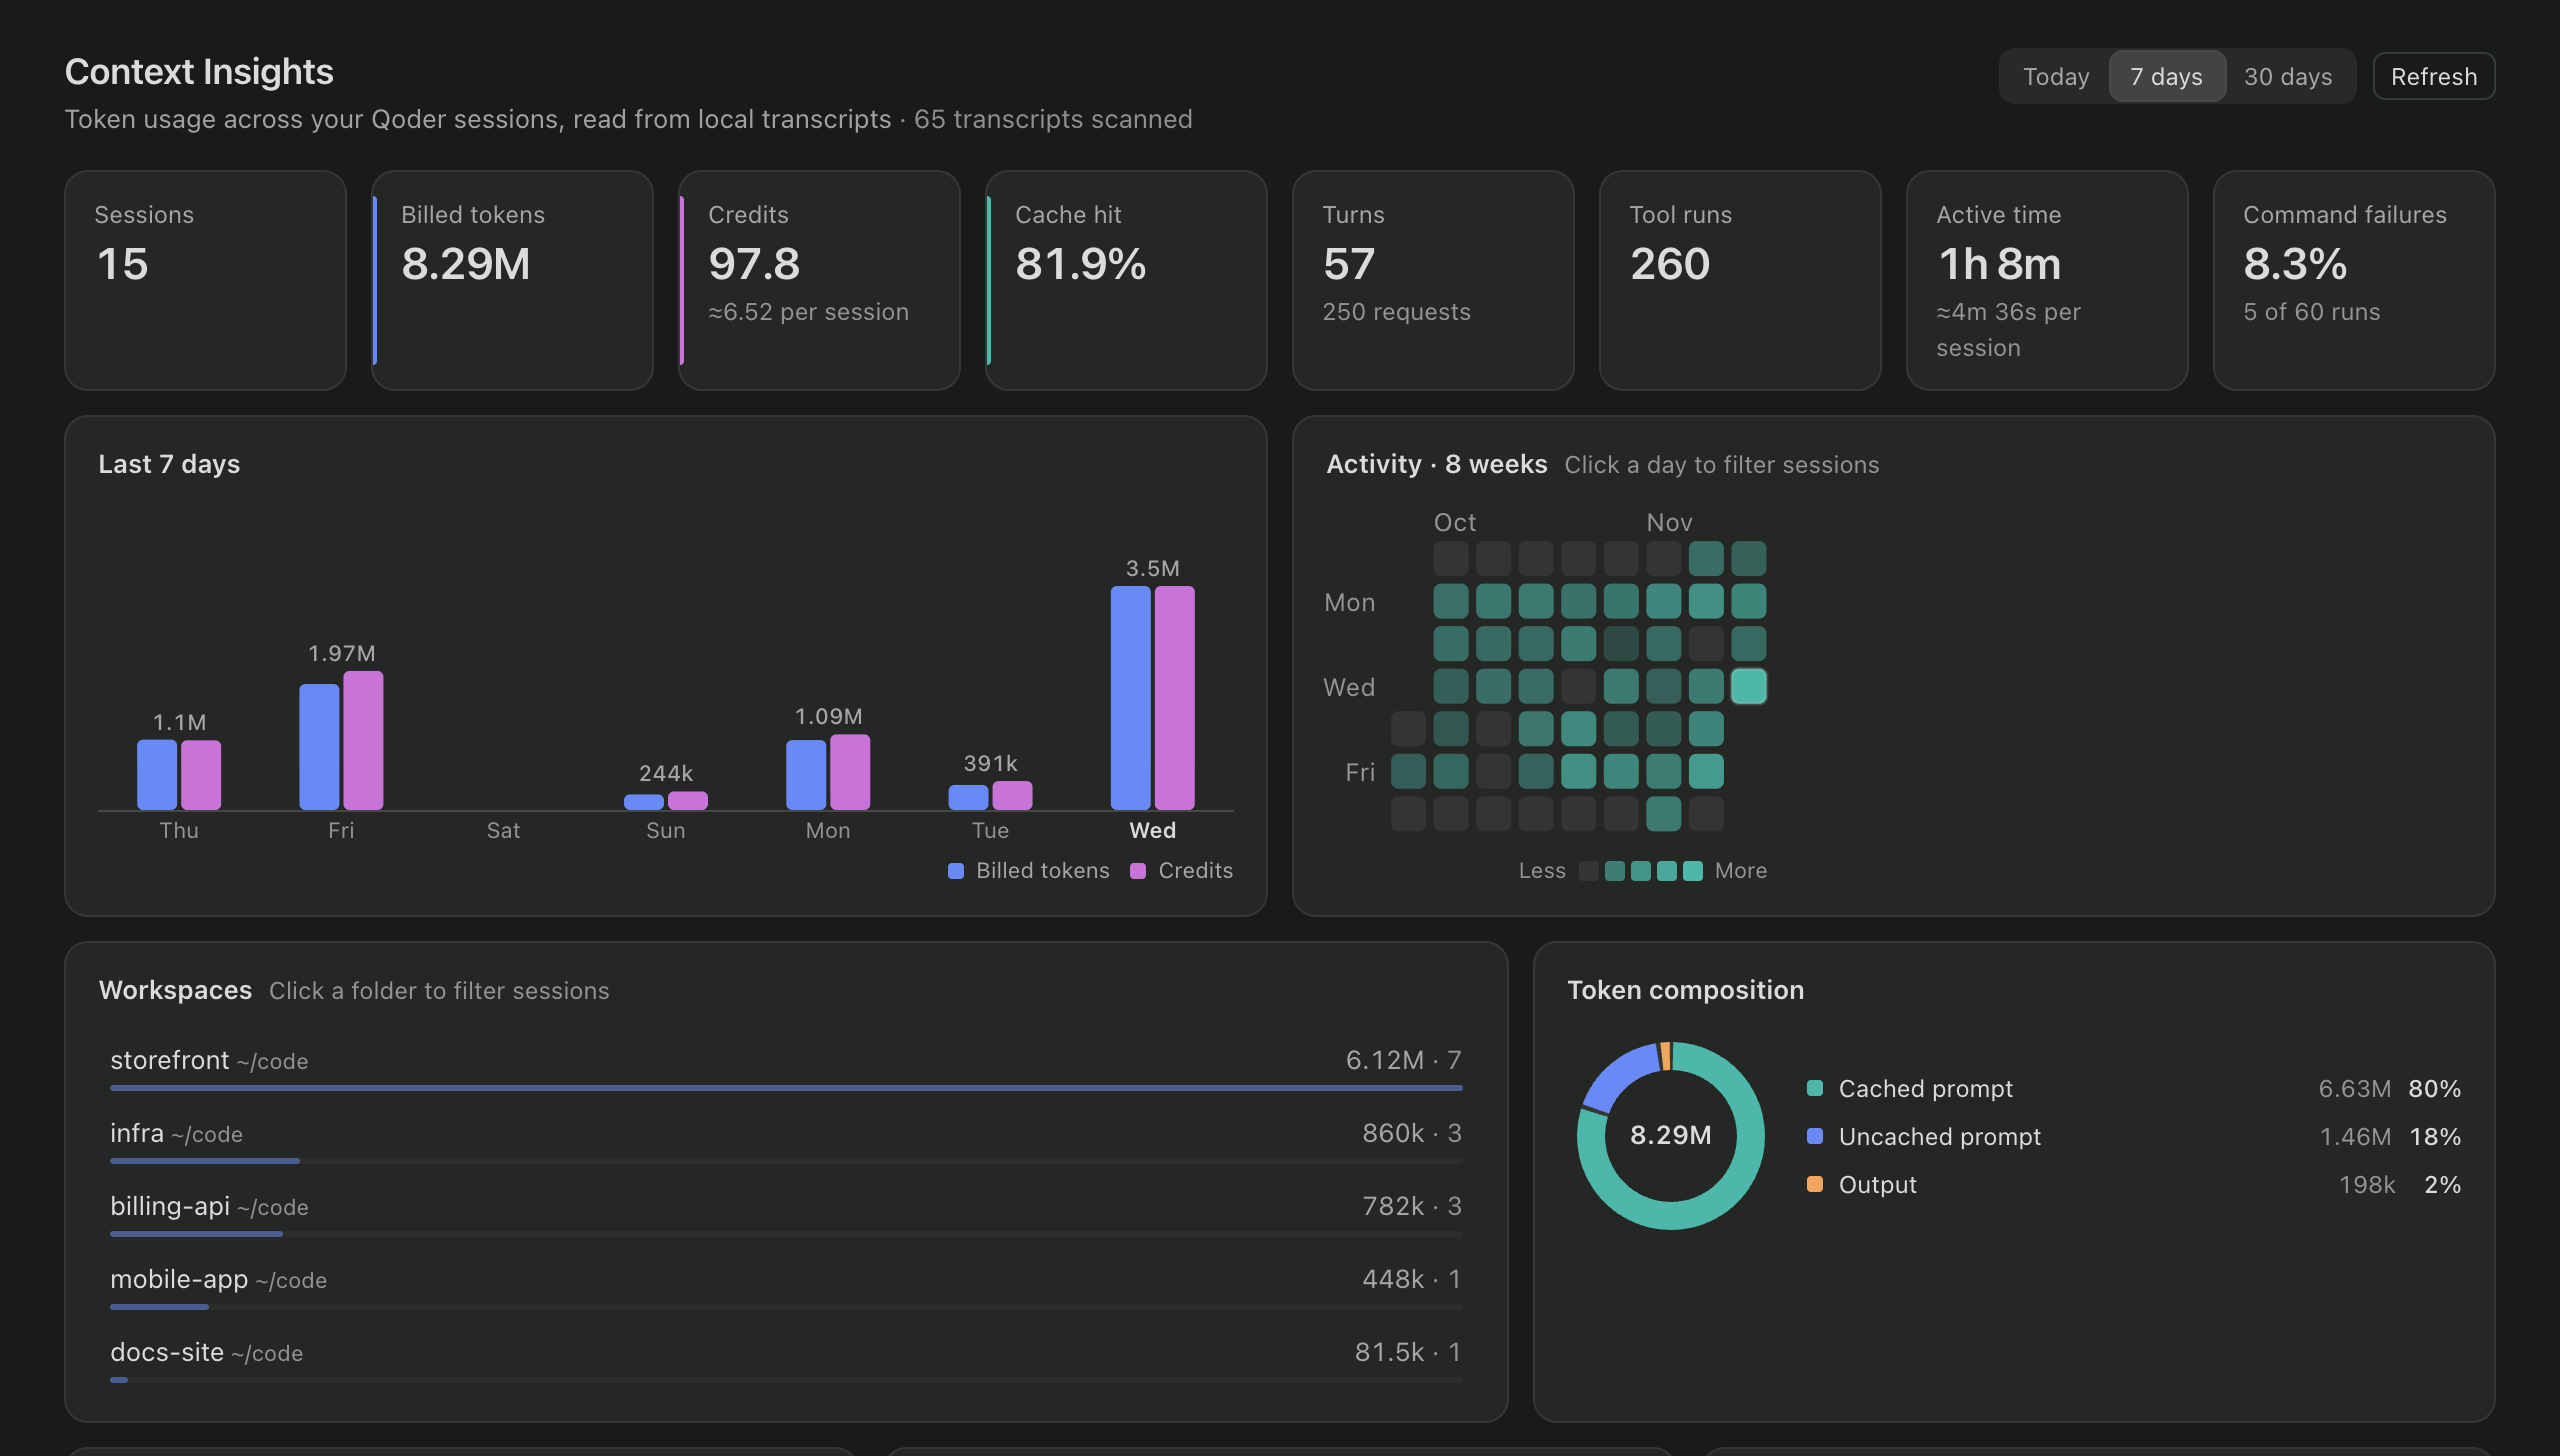 Context Insights
Token usage across your Qoder sessions, read from local transcripts · 65 transcripts scanned
Today
7 days
30 days
Refresh
Sessions
15
Billed tokens
8.29M
Credits
97.8
≈6.52 per session
Cache hit
81.9%
Turns
57
250 requests
Tool runs
260
Active time
1h 8m
≈4m 36s per
session
Command failures
8.3%
5 of 60 runs
Last 7 days
1.1M
1.97M
244k
1.09M
391k
3.5M
Thu
Fri
Sat
Sun
Mon
Tue
Wed
Billed tokens
Credits
Activity · 8 weeks Click a day to filter sessions
Oct
Nov
Mon
Wed
Fri
Less
More
Workspaces Click a folder to filter sessions
storefront ~/code 6.12M · 7
infra ~/code 860k · 3
billing-api ~/code 782k · 3
mobile-app ~/code 448k · 1
docs-site ~/code 81.5k · 1
Token composition
8.29M
Cached prompt 6.63M 80%
Uncached prompt 1.46M 18%
Output 198k 2%